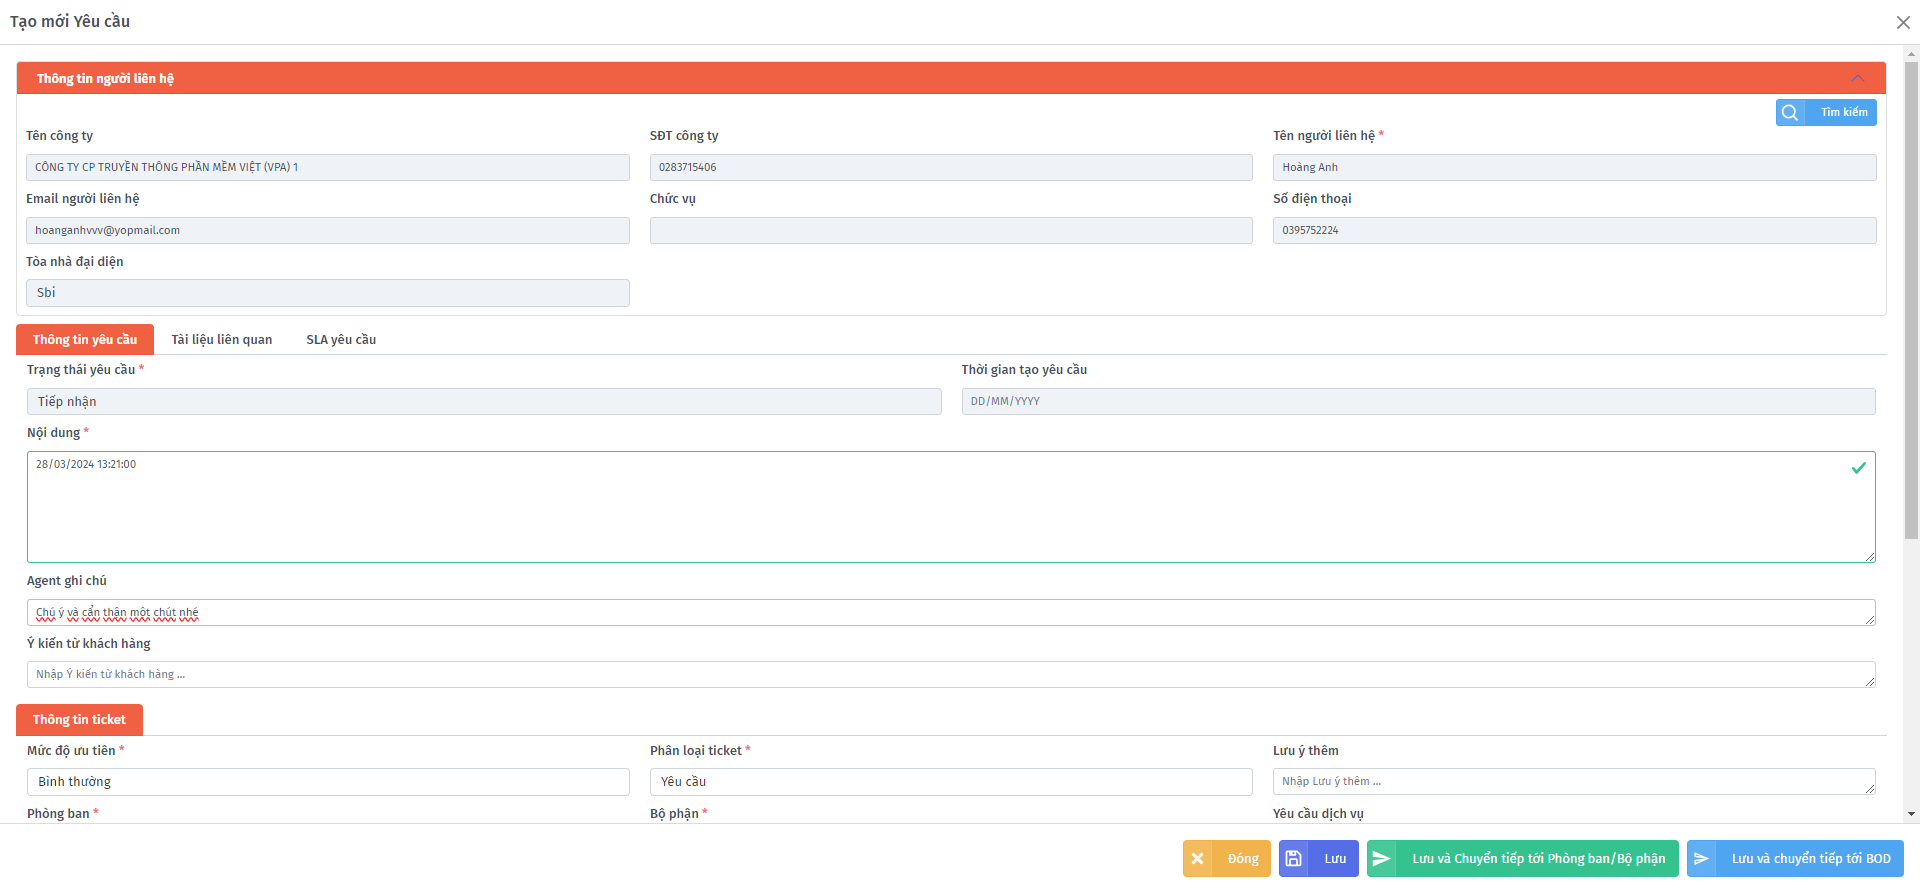 Tạo mới Yêu cầu
Thông tin người liên hệ
Tìm kiếm
Tên công ty
SĐT công ty
Tên người liên hệ *
CÔNG TY CP TRUYỀN THÔNG PHẦN MỀM VIỆT (VPA) 1
0283715406
Hoàng Anh
Email người liên hệ
Chức vụ
Số điện thoại
hoanganhvvv@yopmail.com
0395752224
Tòa nhà đại diện
Sbi
Thông tin yêu cầu
Tài liệu liên quan
SLA yêu cầu
Trạng thái yêu cầu *
Thời gian tạo yêu cầu
Tiếp nhận
DD/MM/YYYY
Nội dung *
28/03/2024 13:21:00
Agent ghi chú
Chú ý và cẩn thận một chút nhé
Ý kiến từ khách hàng
Nhập Ý kiến từ khách hàng ...
Thông tin ticket
Mức độ ưu tiên *
Phân loại ticket *
Lưu ý thêm
Bình thường
Yêu cầu
Nhập Lưu ý thêm ...
Phòng ban *
Bộ phận *
Yêu cầu dịch vụ
Đóng
Lưu
Lưu và Chuyển tiếp tới Phòng ban/Bộ phận
Lưu và chuyển tiếp tới BOD